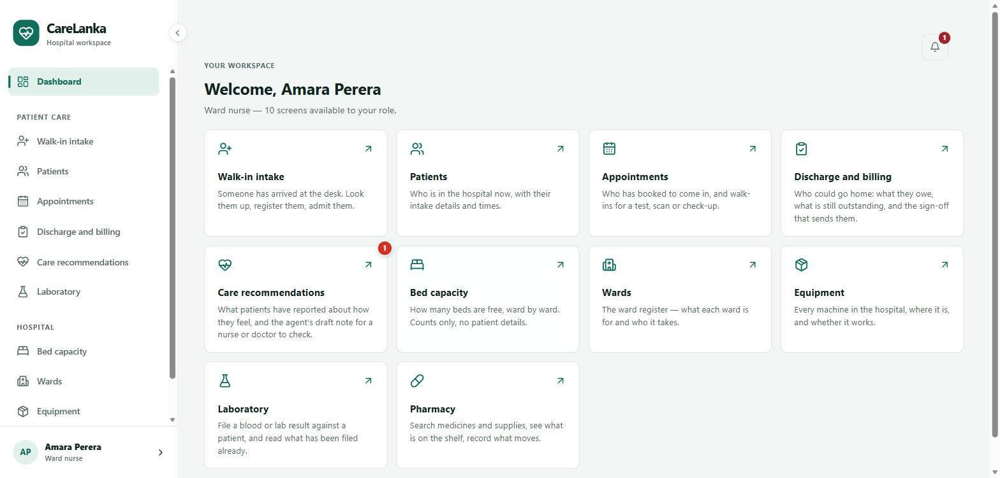 CareLanka
Hospital workspace
Dashboard
PATIENT CARE
Walk-in intake
Patients
Appointments
Discharge and billing
Care recommendations
Laboratory
HOSPITAL
Bed capacity
Wards
Equipment
AP
Amara Perera
Ward nurse
1
YOUR WORKSPACE
Welcome, Amara Perera
Ward nurse — 10 screens available to your role.
Walk-in intake
Someone has arrived at the desk. Look
them up, register them, admit them.
Patients
Who is in the hospital now, with their
intake details and times.
Appointments
Who has booked to come in, and walk-
ins for a test, scan or check-up.
Discharge and billing
Who could go home: what they owe,
what is still outstanding, and the sign-off
that sends them.
1
Care recommendations
What patients have reported about how
they feel, and the agent's draft note for a
nurse or doctor to check.
Bed capacity
How many beds are free, ward by ward.
Counts only, no patient details.
Wards
The ward register — what each ward is
for and who it takes.
Equipment
Every machine in the hospital, where it is,
and whether it works.
Laboratory
File a blood or lab result against a
patient, and read what has been filed
already.
Pharmacy
Search medicines and supplies, see what
is on the shelf, record what moves.